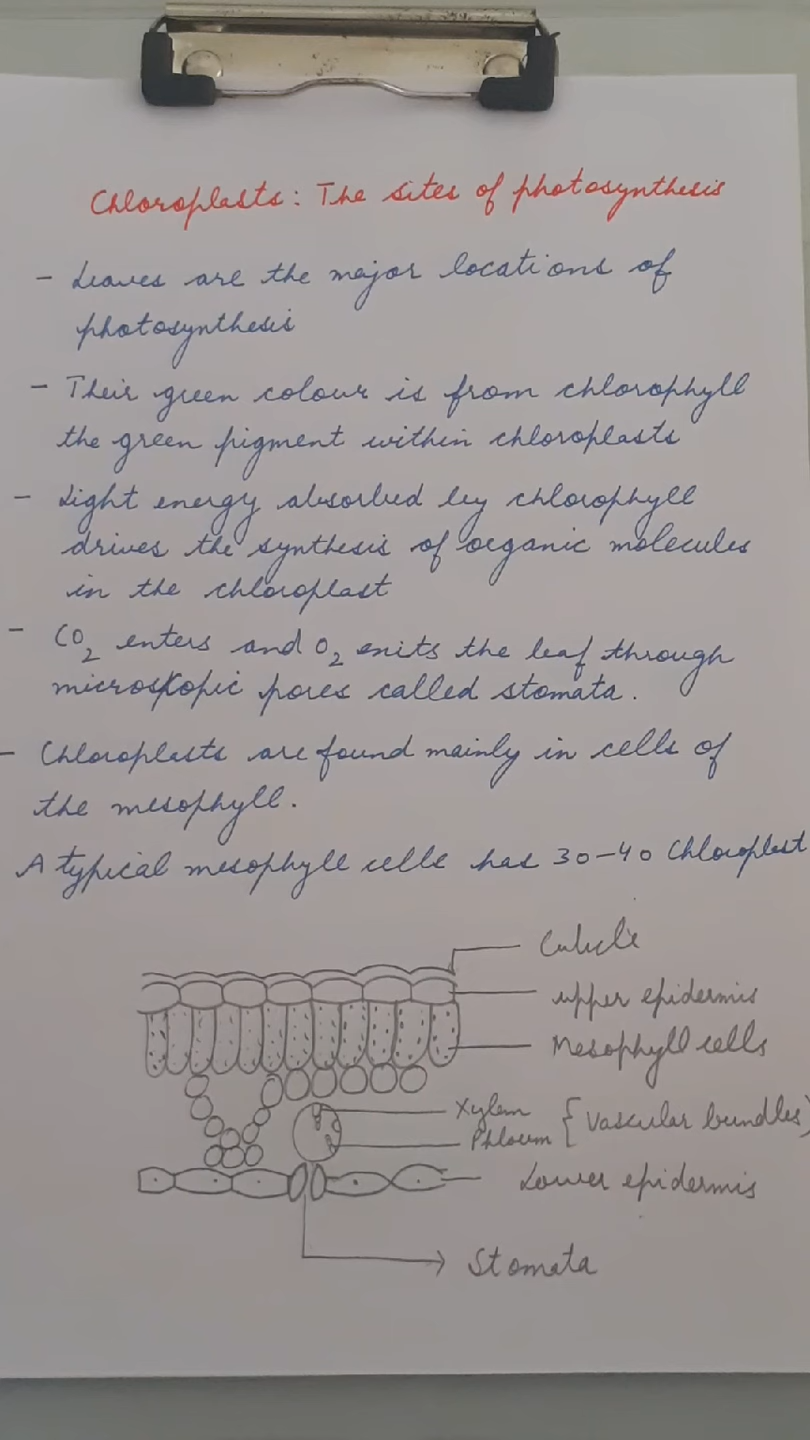 Chloroplasts: The sites of photosynthesis
- Leaves are the major locations of
photosynthesis
- Their green colour is from chlorophyll
the green pigment within chloroplasts
- Light energy absorbed by chlorophyll
drives the synthesis of organic molecules
in the chloroplast
- CO2 enters and O2 exits the leaf through
microskopic pores called stomata.
- Chloroplasts are found mainly in cells of
the mesophyll.
A typical mesophyll cells has 30-40 Chloroplast
Cuticle
upper epidermis
Mesophyll cells
Xylem
Phloem { Vascular bundles }
Lower epidermis
Stomata